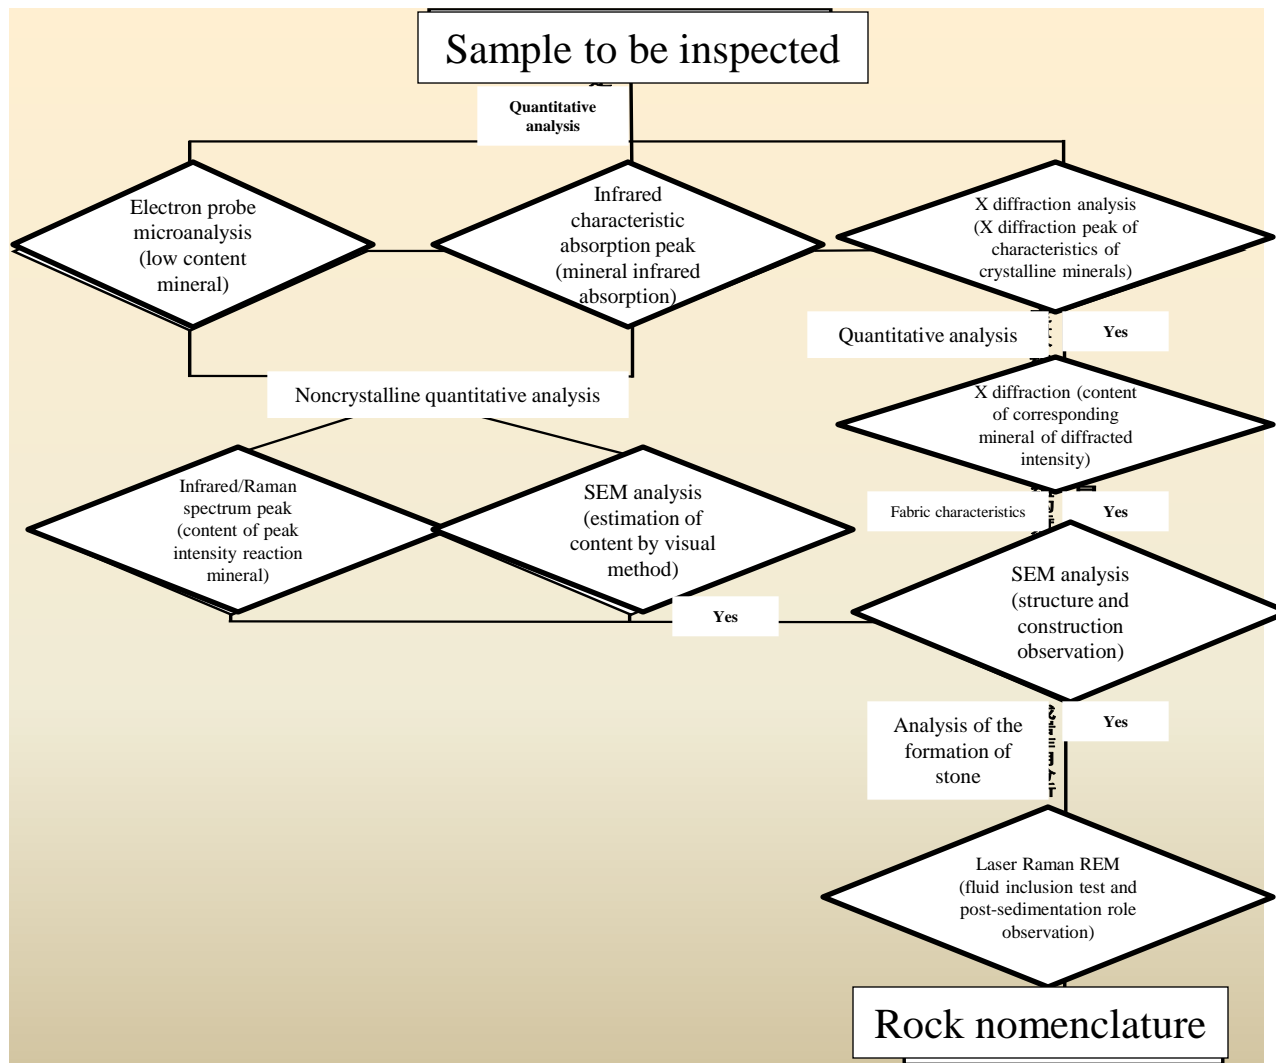 Sample to be inspected
Quantitative
analysis
Electron probe
microanalysis
(low content
mineral)
Infrared
characteristic
absorption peak
(mineral infrared
absorption)
X diffraction analysis
(X diffraction peak of
characteristics of
crystalline minerals)
Quantitative analysis
Yes
Noncrystalline quantitative analysis
X diffraction (content
of corresponding
mineral of diffracted
intensity)
Infrared/Raman
spectrum peak
(content of peak
intensity reaction
mineral)
SEM analysis
(estimation of
content by visual
method)
Fabric characteristics
Yes
SEM analysis
(structure and
construction
observation)
Yes
Analysis of the
formation of
stone
Yes
Laser Raman REM
(fluid inclusion test and
post-sedimentation role
observation)
Rock nomenclature